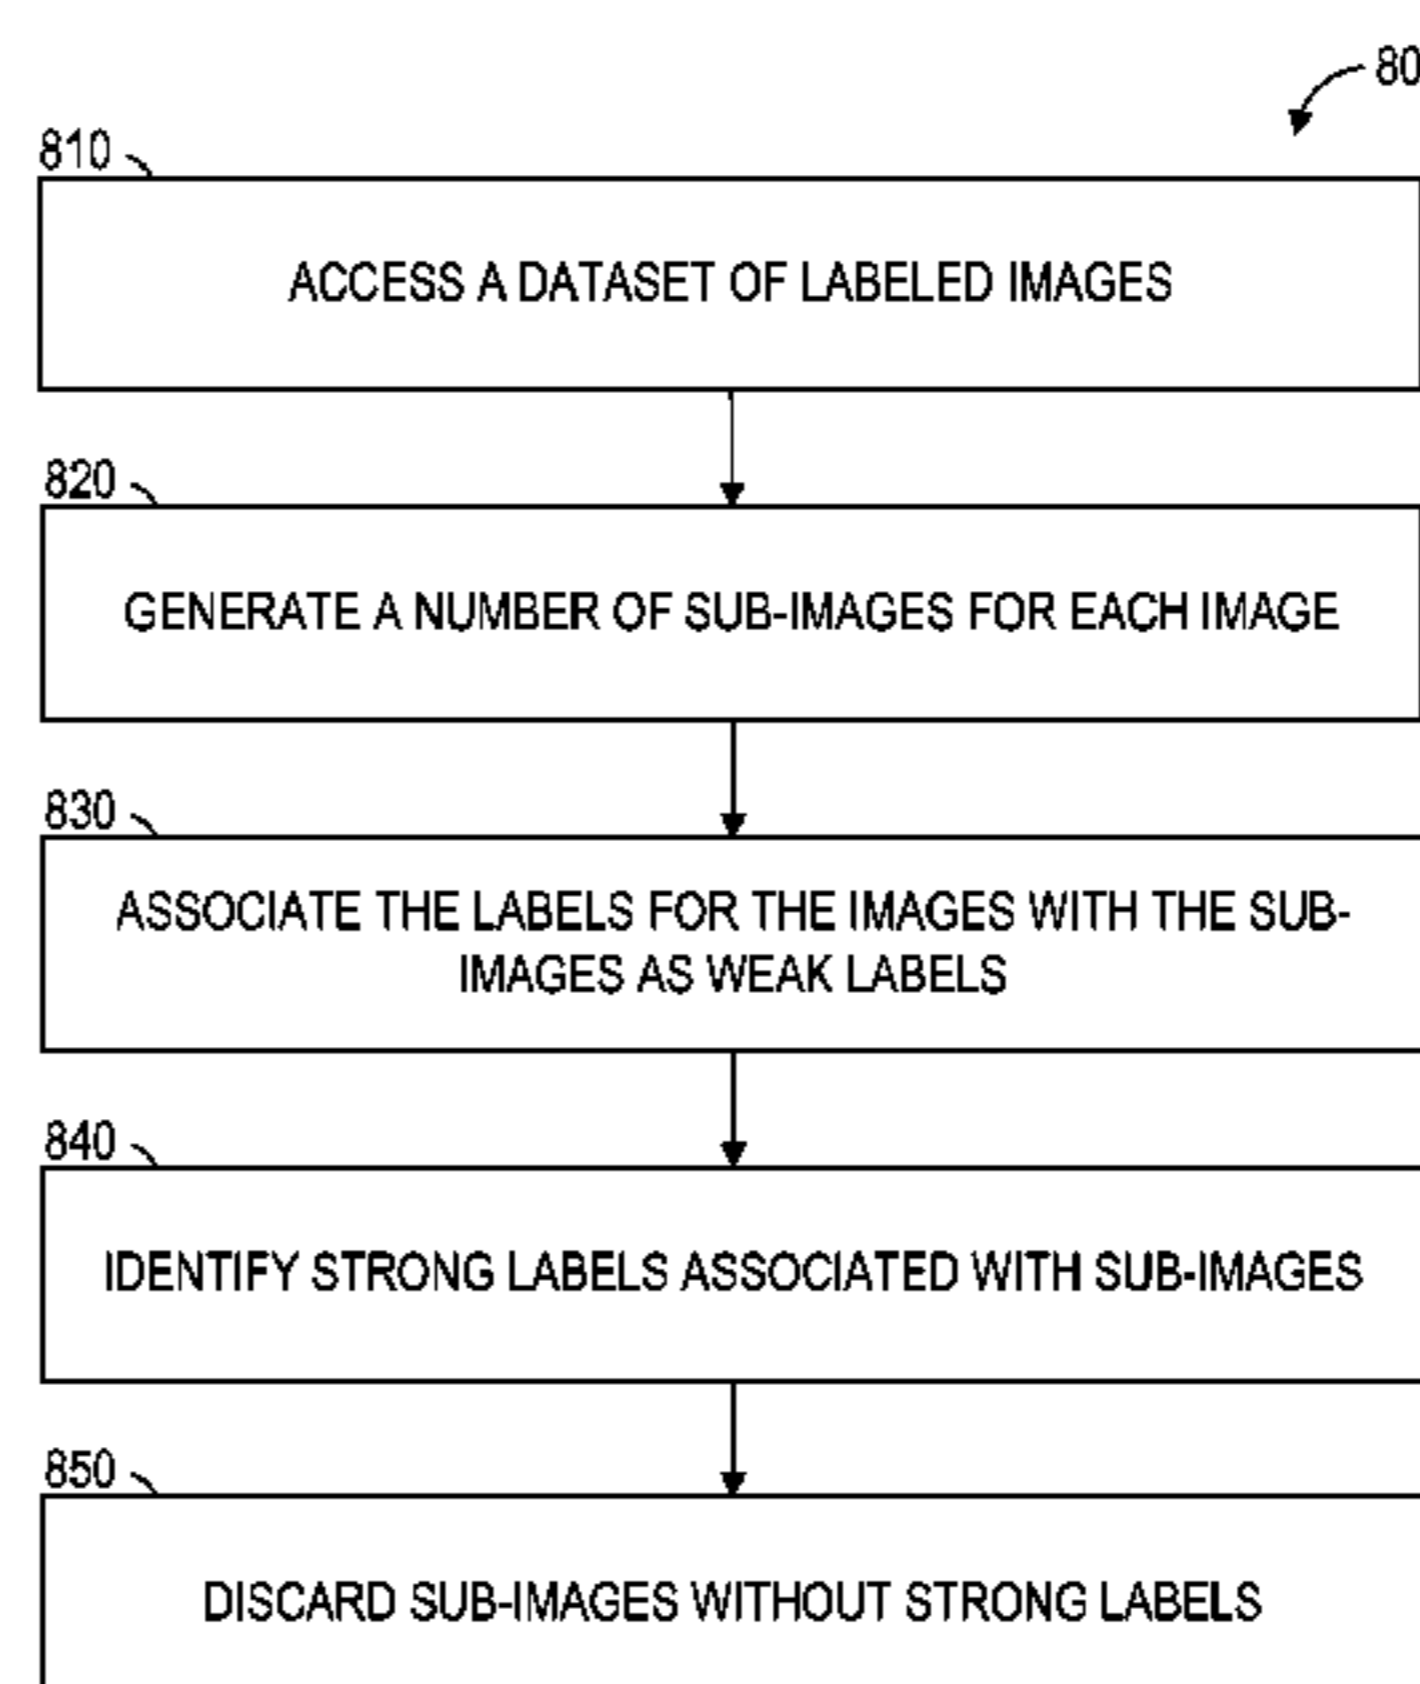 80
810
ACCESS A DATASET OF LABELED IMAGES
820
GENERATE A NUMBER OF SUB-IMAGES FOR EACH IMAGE
830
ASSOCIATE THE LABELS FOR THE IMAGES WITH THE SUB-
IMAGES AS WEAK LABELS
840
IDENTIFY STRONG LABELS ASSOCIATED WITH SUB-IMAGES
850
DISCARD SUB-IMAGES WITHOUT STRONG LABELS